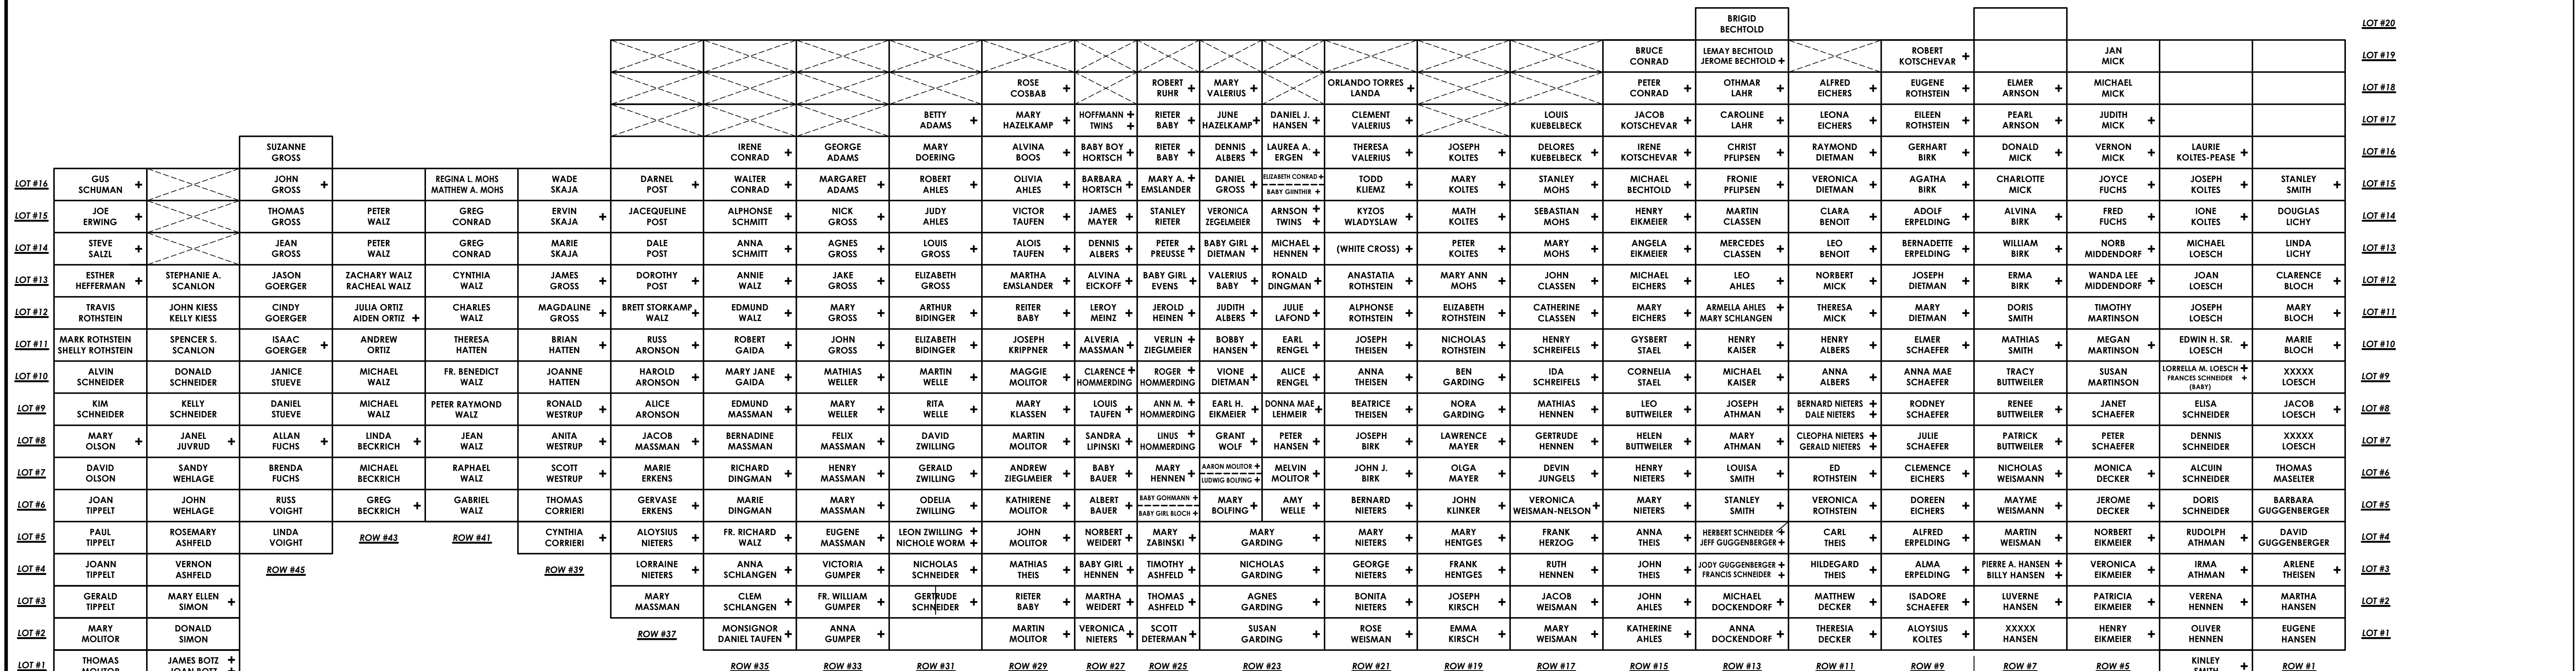 BRIGID
BECHTOLD
LOT #20
BRUCE
CONRAD
LEMAY BECHTOLD
JEROME BECHTOLD
ROBERT
KOTSCHEVAR
JAN
MICK
LOT #19
ROSE
COSBAB
ROBERT
RUHR
MARY
VALERIUS
ORLANDO TORRES
LANDA
PETER
CONRAD
OTHMAR
LAHR
ALFRED
EICHERS
EUGENE
ROTHSTEIN
ELMER
ARNSON
MICHAEL
MICK
LOT #18
BETTY
ADAMS
MARY
HAZELKAMP
HOFFMANN
TWINS
RIETER
BABY
JUNE
HAZELKAMP
DANIEL J.
HANSEN
CLEMENT
VALERIUS
LOUIS
KUEBELBECK
JACOB
KOTSCHEVAR
CAROLINE
LAHR
LEONA
EICHERS
EILEEN
ROTHSTEIN
PEARL
ARNSON
JUDITH
MICK
LOT #17
SUZANNE
GROSS
IRENE
CONRAD
GEORGE
ADAMS
MARY
DOERING
ALVINA
BOOS
BABY BOY
HORTSCH
RIETER
BABY
DENNIS
ALBERS
LAUREA A.
ERGEN
THERESA
VALERIUS
JOSEPH
KOLTES
DELORES
KUEBELBECK
IRENE
KOTSCHEVAR
CHRIST
PFLIPSEN
RAYMOND
DIETMAN
GERHART
BIRK
DONALD
MICK
VERNON
MICK
LAURIE
KOLTES-PEASE
LOT #16
LOT #16
GUS
SCHUMAN
JOHN
GROSS
REGINA L. MOHS
MATTHEW A. MOHS
WADE
SKAJA
DARNEL
POST
WALTER
CONRAD
MARGARET
ADAMS
ROBERT
AHLES
OLIVIA
AHLES
BARBARA
HORTSCH
MARY A.
EMSLANDER
DANIEL
GROSS
ELIZABETH CONRAD
BABY GIINTHIR
TODD
KLIEMZ
MARY
KOLTES
STANLEY
MOHS
MICHAEL
BECHTOLD
FRONIE
PFLIPSEN
VERONICA
DIETMAN
AGATHA
BIRK
CHARLOTTE
MICK
JOYCE
FUCHS
JOSEPH
KOLTES
STANLEY
SMITH
LOT #15
LOT #15
JOE
ERWING
THOMAS
GROSS
PETER
WALZ
GREG
CONRAD
ERVIN
SKAJA
JACEQUELINE
POST
ALPHONSE
SCHMITT
NICK
GROSS
JUDY
AHLES
VICTOR
TAUFEN
JAMES
MAYER
STANLEY
RIETER
VERONICA
ZEGELMEIER
ARNSON
TWINS
KYZOS
WLADYSLAW
MATH
KOLTES
SEBASTIAN
MOHS
HENRY
EIKMEIER
MARTIN
CLASSEN
CLARA
BENOIT
ADOLF
ERPELDING
ALVINA
BIRK
FRED
FUCHS
IONE
KOLTES
DOUGLAS
LICHY
LOT #14
LOT #14
STEVE
SALZL
JEAN
GROSS
PETER
WALZ
GREG
CONRAD
MARIE
SKAJA
DALE
POST
ANNA
SCHMITT
AGNES
GROSS
LOUIS
GROSS
ALOIS
TAUFEN
DENNIS
ALBERS
PETER
PREUSSE
BABY GIRL
DIETMAN
MICHAEL
HENNEN
(WHITE CROSS)
PETER
KOLTES
MARY
MOHS
ANGELA
EIKMEIER
MERCEDES
CLASSEN
LEO
BENOIT
BERNADETTE
ERPELDING
WILLIAM
BIRK
NORB
MIDDENDORF
MICHAEL
LOESCH
LINDA
LICHY
LOT #13
LOT #13
ESTHER
HEFFERMAN
STEPHANIE A.
SCANLON
JASON
GOERGER
ZACHARY WALZ
RACHEAL WALZ
CYNTHIA
WALZ
JAMES
GROSS
DOROTHY
POST
ANNIE
WALZ
JAKE
GROSS
ELIZABETH
GROSS
MARTHA
EMSLANDER
ALVINA
EICKOFF
BABY GIRL
EVENS
VALERIUS
BABY
RONALD
DINGMAN
ANASTATIA
ROTHSTEIN
MARY ANN
MOHS
JOHN
CLASSEN
MICHAEL
EICHERS
LEO
AHLES
NORBERT
MICK
JOSEPH
DIETMAN
ERMA
BIRK
WANDA LEE
MIDDENDORF
JOAN
LOESCH
CLARENCE
BLOCH
LOT #12
LOT #12
TRAVIS
ROTHSTEIN
JOHN KIESS
KELLY KIESS
CINDY
GOERGER
JULIA ORTIZ
AIDEN ORTIZ
CHARLES
WALZ
MAGDALINE
GROSS
BRETT STORKAMP
WALZ
EDMUND
WALZ
MARY
GROSS
ARTHUR
BIDINGER
REITER
BABY
LEROY
MEINZ
JEROLD
HEINEN
JUDITH
ALBERS
JULIE
LAFOND
ALPHONSE
ROTHSTEIN
ELIZABETH
ROTHSTEIN
CATHERINE
CLASSEN
MARY
EICHERS
ARMELLA AHLES
MARY SCHLANGEN
THERESA
MICK
MARY
DIETMAN
DORIS
SMITH
TIMOTHY
MARTINSON
JOSEPH
LOESCH
MARY
BLOCH
LOT #11
LOT #11
MARK ROTHSTEIN
SHELLY ROTHSTEIN
SPENCER S.
SCANLON
ISAAC
GOERGER
ANDREW
ORTIZ
THERESA
HATTEN
BRIAN
HATTEN
RUSS
ARONSON
ROBERT
GAIDA
JOHN
GROSS
ELIZABETH
BIDINGER
JOSEPH
KRIPPNER
ALVERIA
MASSMAN
VERLIN
ZIEGLMEIER
BOBBY
HANSEN
EARL
RENGEL
JOSEPH
THEISEN
NICHOLAS
ROTHSTEIN
HENRY
SCHREIFELS
GYSBERT
STAEL
HENRY
KAISER
HENRY
ALBERS
ELMER
SCHAEFER
MATHIAS
SMITH
MEGAN
MARTINSON
EDWIN H. SR.
LOESCH
MARIE
BLOCH
LOT #10
LOT #10
ALVIN
SCHNEIDER
DONALD
SCHNEIDER
JANICE
STUEVE
MICHAEL
WALZ
FR. BENEDICT
WALZ
JOANNE
HATTEN
HAROLD
ARONSON
MARY JANE
GAIDA
MATHIAS
WELLER
MARTIN
WELLE
MAGGIE
MOLITOR
CLARENCE
HOMMERDING
ROGER
HOMMERDING
VIONE
DIETMAN
ALICE
RENGEL
ANNA
THEISEN
BEN
GARDING
IDA
SCHREIFELS
CORNELIA
STAEL
MICHAEL
KAISER
ANNA
ALBERS
ANNA MAE
SCHAEFER
TRACY
BUTTWEILER
SUSAN
MARTINSON
LORRELLA M. LOESCH
FRANCES SCHNEIDER
(BABY)
XXXXX
LOESCH
LOT #9
LOT #9
KIM
SCHNEIDER
KELLY
SCHNEIDER
DANIEL
STUEVE
MICHAEL
WALZ
PETER RAYMOND
WALZ
RONALD
WESTRUP
ALICE
ARONSON
EDMUND
MASSMAN
MARY
WELLER
RITA
WELLE
MARY
KLASSEN
LOUIS
TAUFEN
ANN M.
HOMMERDING
EARL H.
EIKMEIER
DONNA MAE
LEHMEIR
BEATRICE
THEISEN
NORA
GARDING
MATHIAS
HENNEN
LEO
BUTTWEILER
JOSEPH
ATHMAN
BERNARD NIETERS
DALE NIETERS
RODNEY
SCHAEFER
RENEE
BUTTWEILER
JANET
SCHAEFER
ELISA
SCHNEIDER
JACOB
LOESCH
LOT #8
LOT #8
MARY
OLSON
JANEL
JUVRUD
ALLAN
FUCHS
LINDA
BECKRICH
JEAN
WALZ
ANITA
WESTRUP
JACOB
MASSMAN
BERNADINE
MASSMAN
FELIX
MASSMAN
DAVID
ZWILLING
MARTIN
MOLITOR
SANDRA
LIPINSKI
LINUS
HOMMERDING
GRANT
WOLF
PETER
HANSEN
JOSEPH
BIRK
LAWRENCE
MAYER
GERTRUDE
HENNEN
HELEN
BUTTWEILER
MARY
ATHMAN
CLEOPHA NIETERS
GERALD NIETERS
JULIE
SCHAEFER
PATRICK
BUTTWEILER
PETER
SCHAEFER
DENNIS
SCHNEIDER
XXXXX
LOESCH
LOT #7
LOT #7
DAVID
OLSON
SANDY
WEHLAGE
BRENDA
FUCHS
MICHAEL
BECKRICH
RAPHAEL
WALZ
SCOTT
WESTRUP
MARIE
ERKENS
RICHARD
DINGMAN
HENRY
MASSMAN
GERALD
ZWILLING
ANDREW
ZIEGLMEIER
BABY
BAUER
MARY
HENNEN
AARON MOLITOR
LUDWIG BOLFING
MELVIN
MOLITOR
JOHN J.
BIRK
OLGA
MAYER
DEVIN
JUNGELS
HENRY
NIETERS
LOUISA
SMITH
ED
ROTHSTEIN
CLEMENCE
EICHERS
NICHOLAS
WEISMANN
MONICA
DECKER
ALCUIN
SCHNEIDER
THOMAS
MASELTER
LOT #6
LOT #6
JOAN
TIPPELT
JOHN
WEHLAGE
RUSS
VOIGHT
GREG
BECKRICH
GABRIEL
WALZ
THOMAS
CORRIERI
GERVASE
ERKENS
MARIE
DINGMAN
MARY
MASSMAN
ODELIA
ZWILLING
KATHIRENE
MOLITOR
ALBERT
BAUER
BABY GOHMANN
BABY GIRL BLOCH
MARY
BOLFING
AMY
WELLE
BERNARD
NIETERS
JOHN
KLINKER
VERONICA
WEISMAN-NELSON
MARY
NIETERS
STANLEY
SMITH
VERONICA
ROTHSTEIN
DOREEN
EICHERS
MAYME
WEISMANN
JEROME
DECKER
DORIS
SCHNEIDER
BARBARA
GUGGENBERGER
LOT #5
LOT #5
PAUL
TIPPELT
ROSEMARY
ASHFELD
LINDA
VOIGHT
ROW #43
ROW #41
CYNTHIA
CORRIERI
ALOYSIUS
NIETERS
FR. RICHARD
WALZ
EUGENE
MASSMAN
LEON ZWILLING
NICHOLE WORM
JOHN
MOLITOR
NORBERT
WEIDERT
MARY
ZABINSKI
MARY
GARDING
MARY
NIETERS
MARY
HENTGES
FRANK
HERZOG
ANNA
THEIS
HERBERT SCHNEIDER
JEFF GUGGENBERGER
CARL
THEIS
ALFRED
ERPELDING
MARTIN
WEISMAN
NORBERT
EIKMEIER
RUDOLPH
ATHMAN
DAVID
GUGGENBERGER
LOT #4
LOT #4
JOANN
TIPPELT
VERNON
ASHFELD
ROW #45
ROW #39
LORRAINE
NIETERS
ANNA
SCHLANGEN
VICTORIA
GUMPER
NICHOLAS
SCHNEIDER
MATHIAS
THEIS
BABY GIRL
HENNEN
TIMOTHY
ASHFELD
NICHOLAS
GARDING
GEORGE
NIETERS
FRANK
HENTGES
RUTH
HENNEN
JOHN
THEIS
JODY GUGGENBERGER
FRANCIS SCHNEIDER
HILDEGARD
THEIS
ALMA
ERPELDING
PIERRE A. HANSEN
BILLY HANSEN
VERONICA
EIKMEIER
IRMA
ATHMAN
ARLENE
THEISEN
LOT #3
LOT #3
GERALD
TIPPELT
MARY ELLEN
SIMON
MARY
MASSMAN
CLEM
SCHLANGEN
FR. WILLIAM
GUMPER
GERTRUDE
SCHNEIDER
RIETER
BABY
MARTHA
WEIDERT
THOMAS
ASHFELD
AGNES
GARDING
BONITA
NIETERS
JOSEPH
KIRSCH
JACOB
WEISMAN
JOHN
AHLES
MICHAEL
DOCKENDORF
MATTHEW
DECKER
ISADORE
SCHAEFER
LUVERNE
HANSEN
PATRICIA
EIKMEIER
VERENA
HENNEN
MARTHA
HANSEN
LOT #2
LOT #2
MARY
MOLITOR
DONALD
SIMON
ROW #37
MONSIGNOR
DANIEL TAUFEN
ANNA
GUMPER
MARTIN
MOLITOR
VERONICA
NIETERS
SCOTT
DETERMAN
SUSAN
GARDING
ROSE
WEISMAN
EMMA
KIRSCH
MARY
WEISMAN
KATHERINE
AHLES
ANNA
DOCKENDORF
THERESIA
DECKER
ALOYSIUS
KOLTES
XXXXX
HANSEN
HENRY
EIKMEIER
OLIVER
HENNEN
EUGENE
HANSEN
LOT #1
LOT #1
THOMAS
MOLITOR
JAMES BOTZ
JOAN BOTZ
ROW #35
ROW #33
ROW #31
ROW #29
ROW #27
ROW #25
ROW #23
ROW #21
ROW #19
ROW #17
ROW #15
ROW #13
ROW #11
ROW #9
ROW #7
ROW #5
KINLEY
SMITH
ROW #1